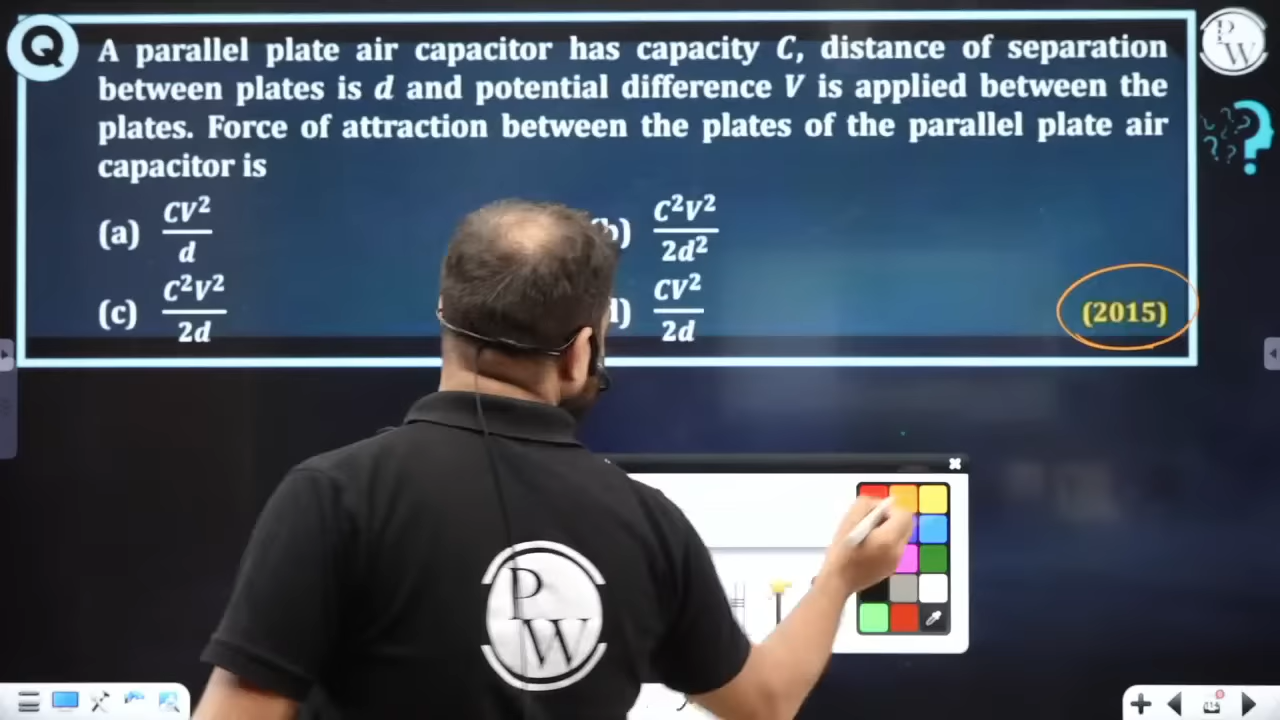 Q
PW
A parallel plate air capacitor has capacity C, distance of separation
between plates is d and potential difference V is applied between the
plates. Force of attraction between the plates of the parallel plate air
capacitor is
(a) CV²/d
b) C²V²/2d²
(c) C²V²/2d
) CV²/2d
(2015)
PW